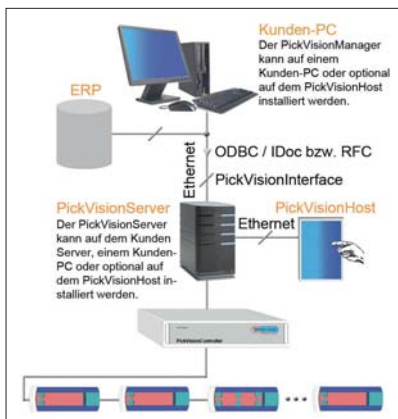 Kunden-PC
Der PickVisionManager
kann auf einem
Kunden-PC oder optional
auf dem PickVisionHost
installiert werden.
ERP
Ethernet
ODBC / IDoc bzw. RFC
PickVisionInterface
PickVisionServer
Der PickVisionServer
kann auf dem Kunden
Server, einem Kunden-
PC oder optional auf
dem PickVisionHost in-
stalliert werden.
PickVisionHost
Ethernet
PickVisionController